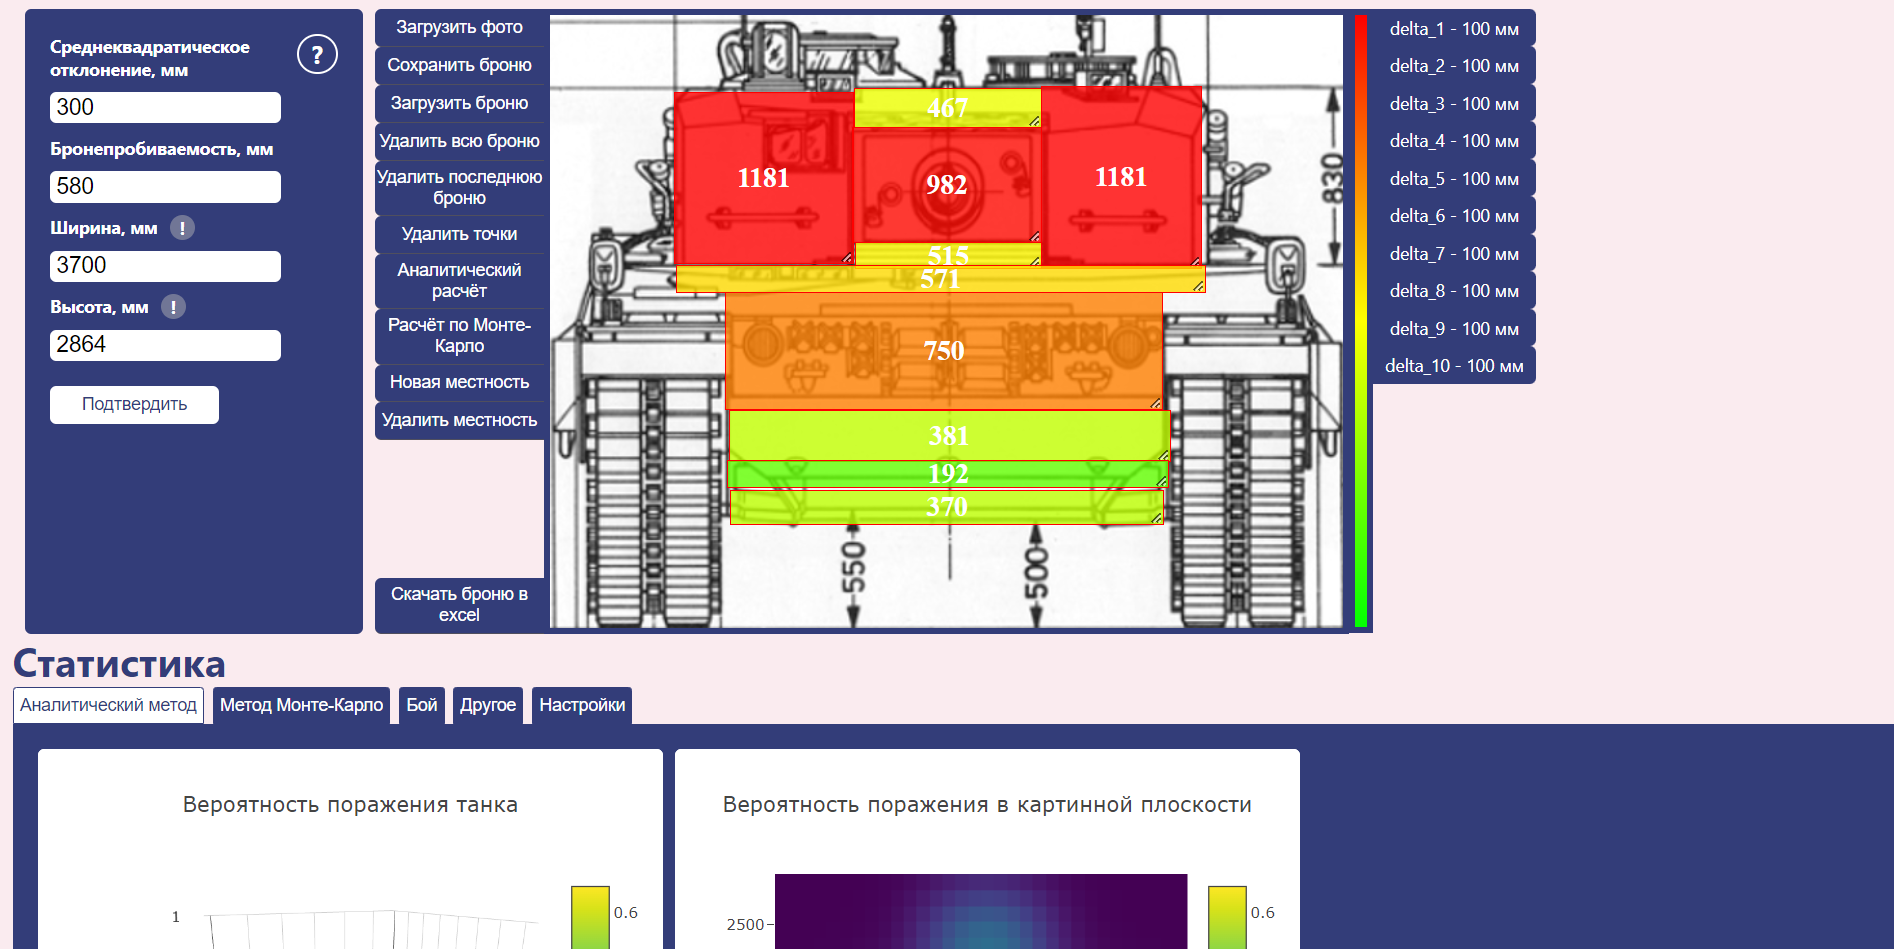 Среднеквадратическое
отклонение, мм
?
300
Бронепробиваемость, мм
580
Ширина, мм !
3700
Высота, мм !
2864
Подтвердить
Загрузить фото
Сохранить броню
Загрузить броню
Удалить всю броню
Удалить последнюю
броню
Удалить точки
Аналитический
расчёт
Расчёт по Монте-
Карло
Новая местность
Удалить местность
Скачать броню в
excel
467
1181
982
1181
515
571
750
381
192
370
830
550
500
delta_1 - 100 мм
delta_2 - 100 мм
delta_3 - 100 мм
delta_4 - 100 мм
delta_5 - 100 мм
delta_6 - 100 мм
delta_7 - 100 мм
delta_8 - 100 мм
delta_9 - 100 мм
delta_10 - 100 мм
Статистика
Аналитический метод
Метод Монте-Карло
Бой
Другое
Настройки
Вероятность поражения танка
1
0.6
Вероятность поражения в картинной плоскости
2500
0.6